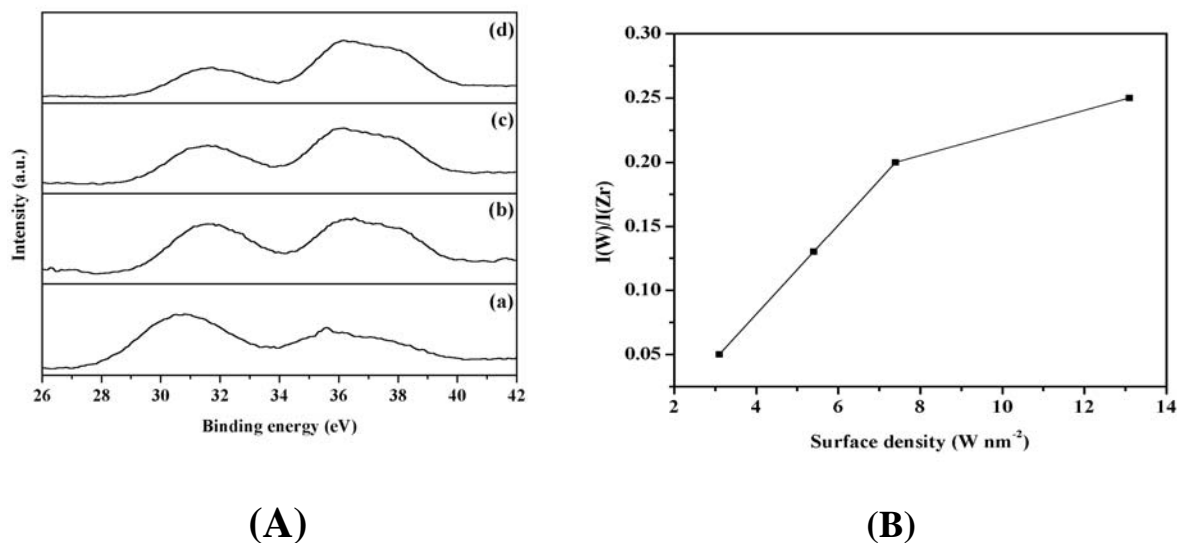 (d)
(c)
(b)
(a)
Intensity (a.u.)
26 28 30 32 34 36 38 40 42
Binding energy (eV)
(A)
0.30
0.25
0.20
0.15
0.10
0.05
I(W)/I(Zr)
2 4 6 8 10 12 14
Surface density (W nm-2)
(B)